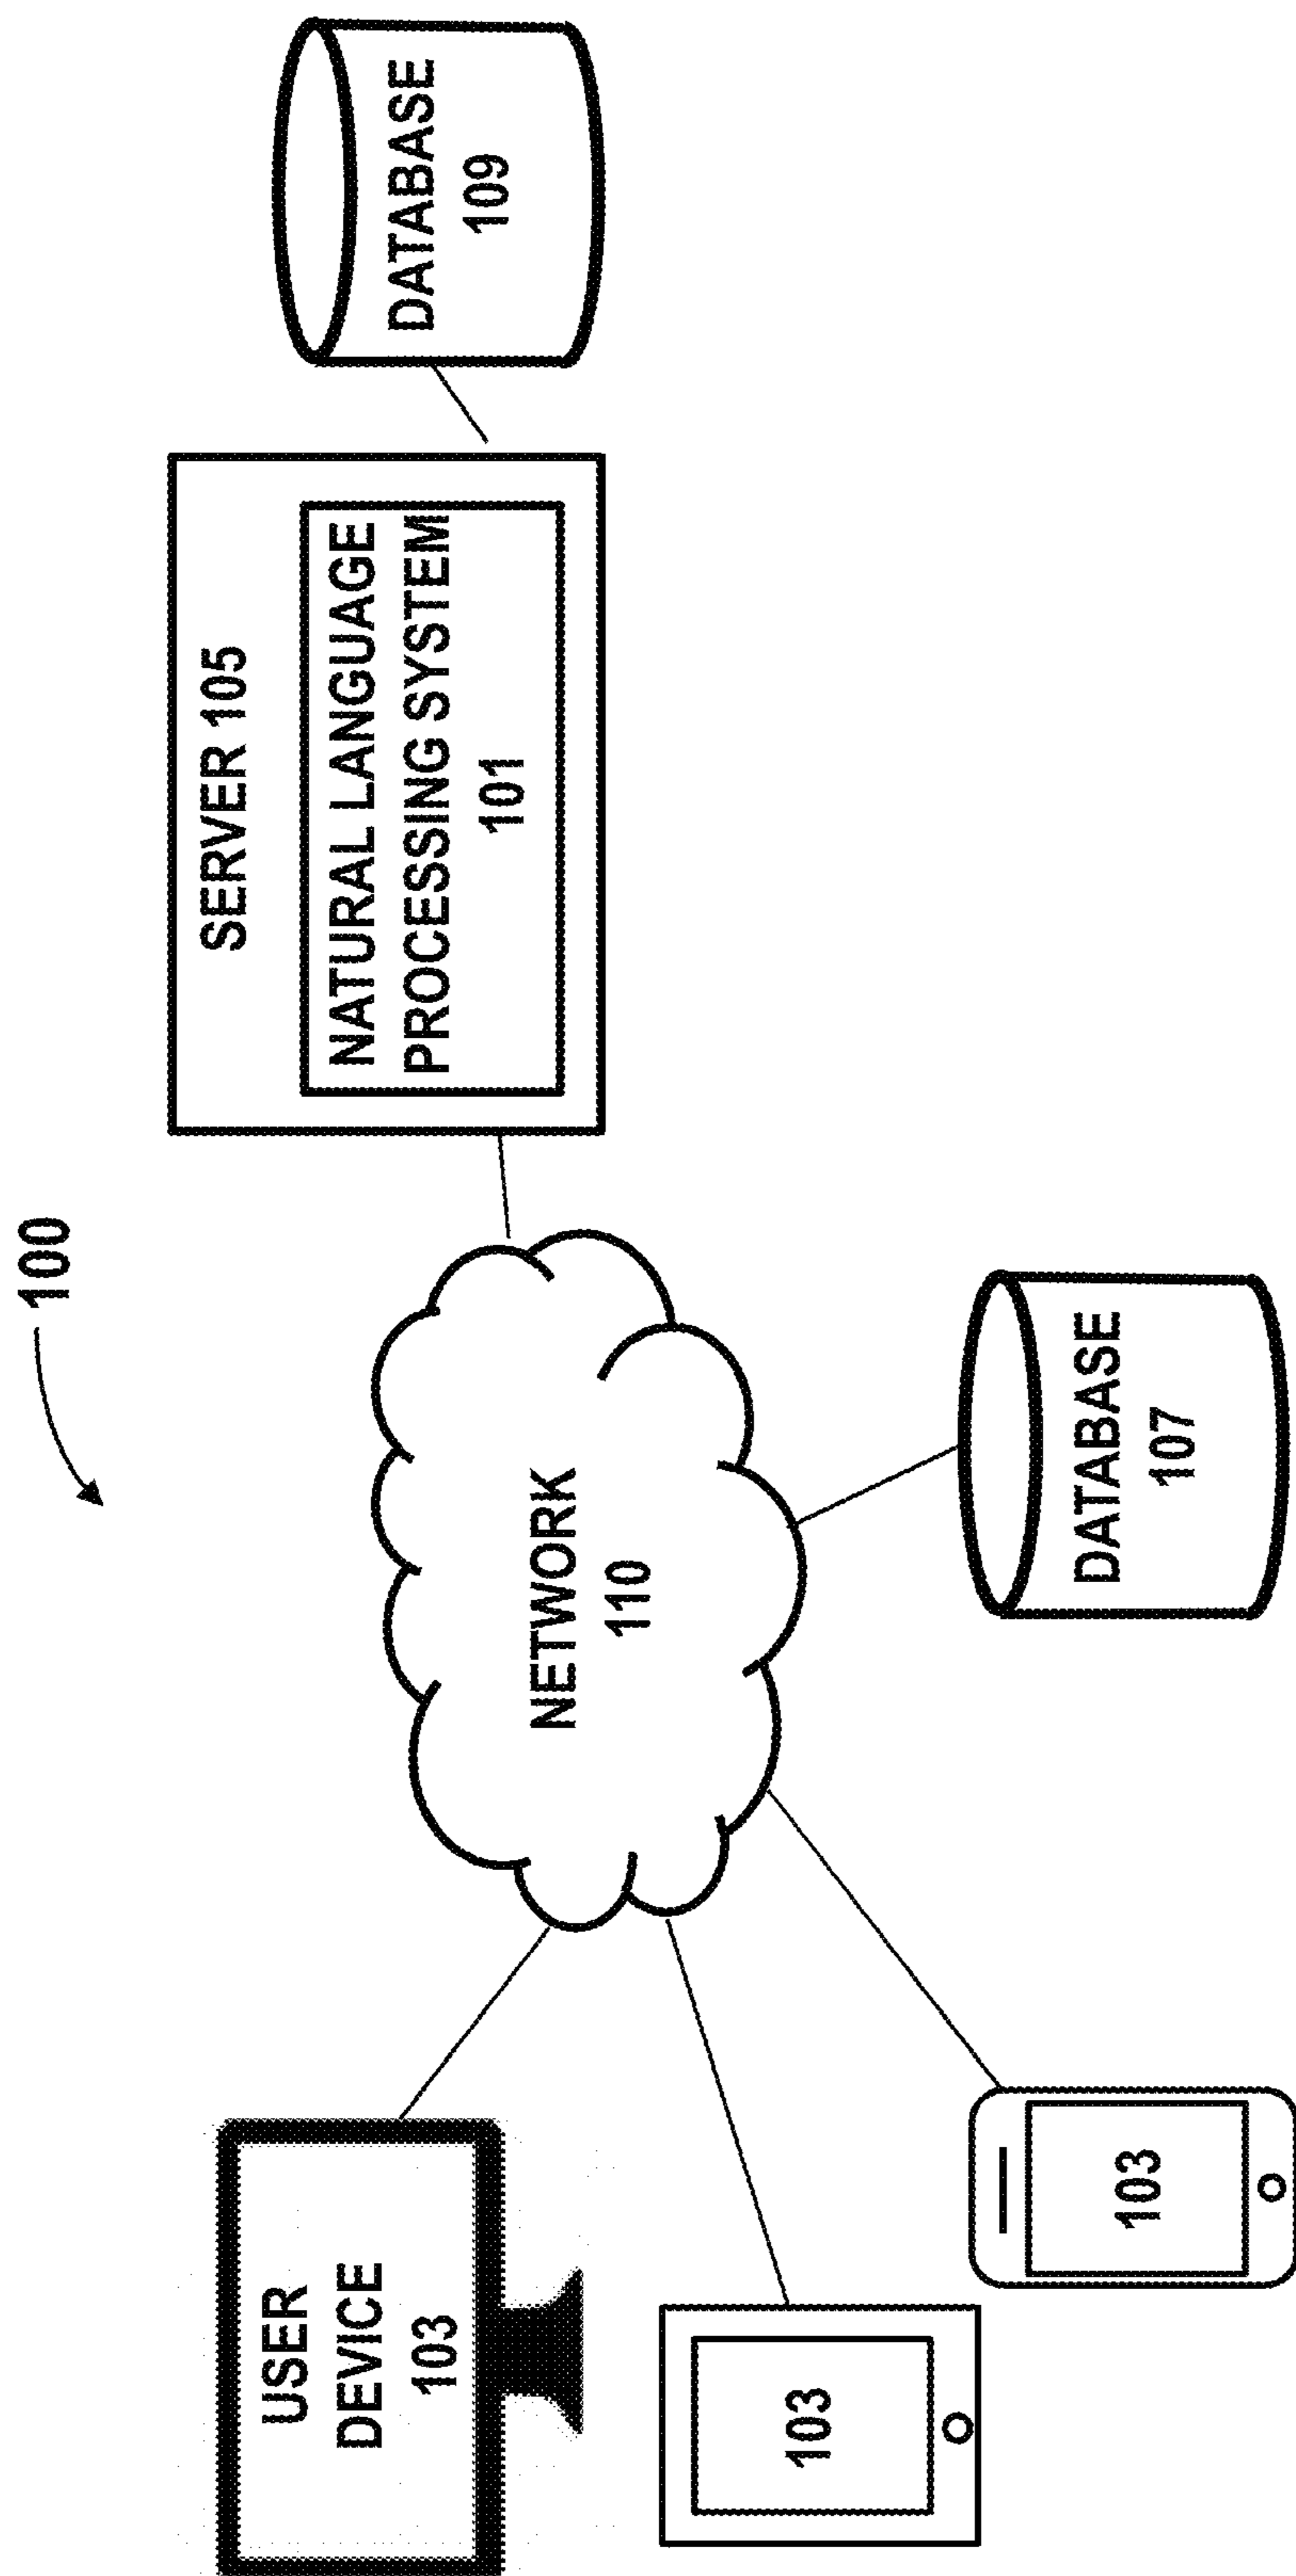 100
USER
DEVICE
103
103
103
NETWORK
110
DATABASE
107
SERVER 105
NATURAL LANGUAGE
PROCESSING SYSTEM
101
DATABASE
109